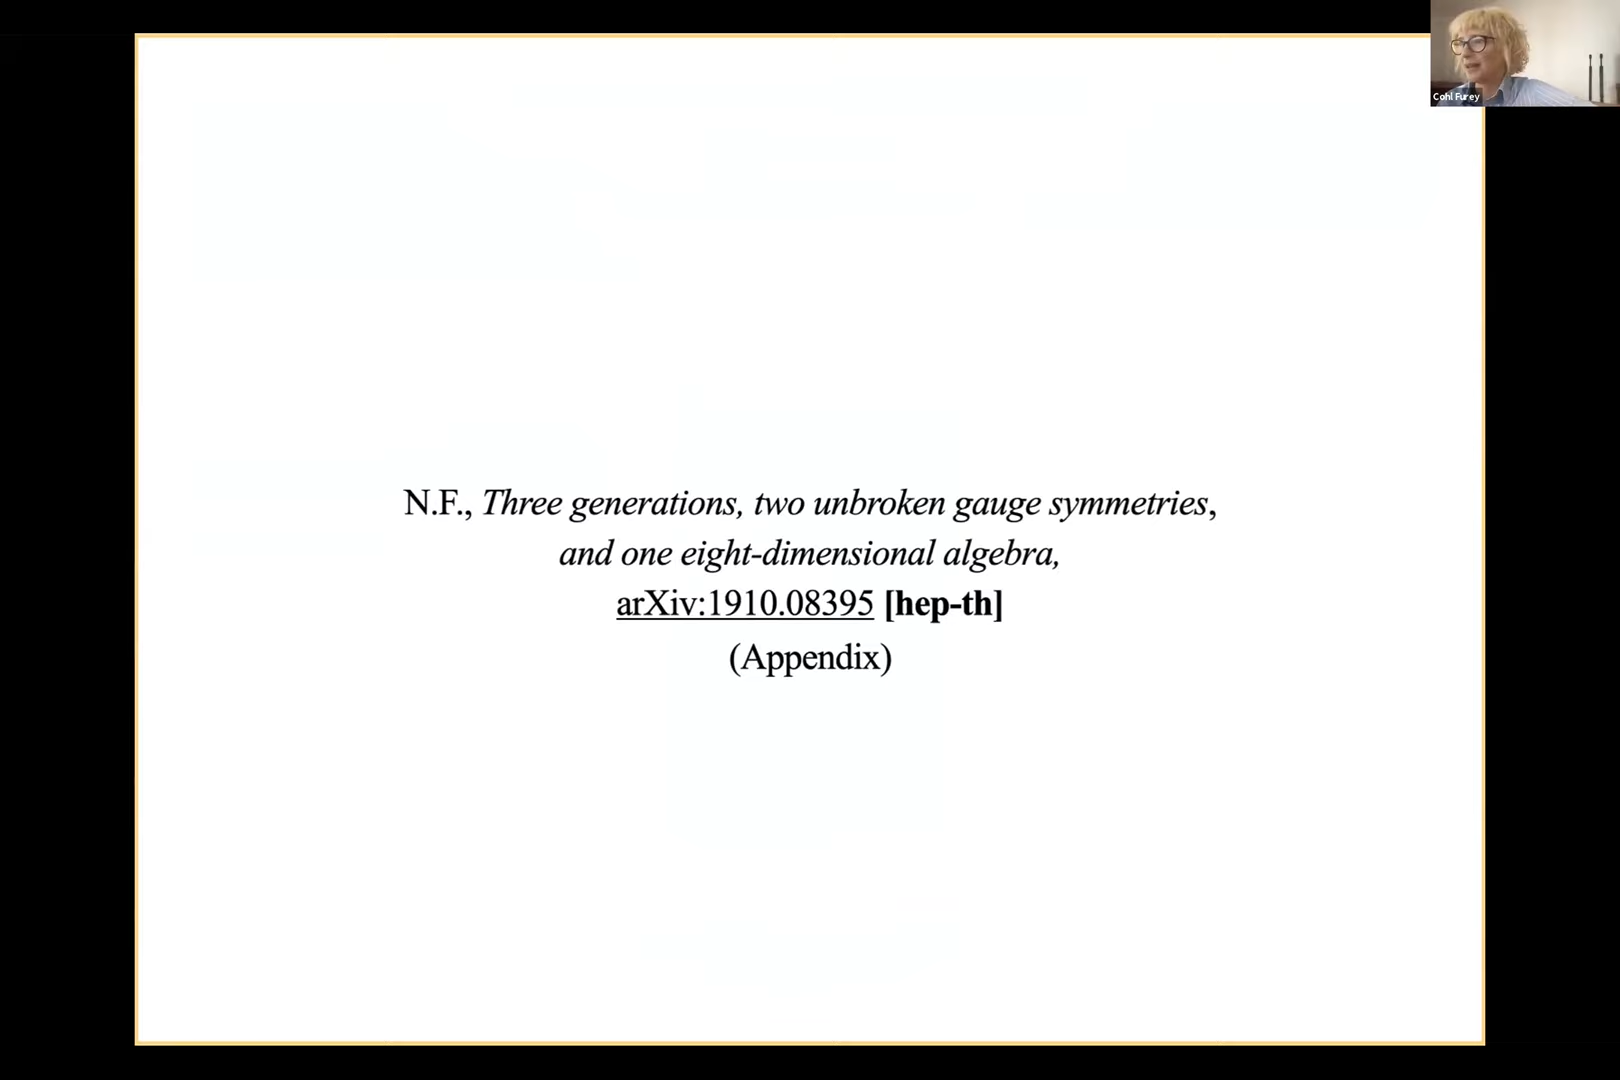 Cohl Furey
N.F., Three generations, two unbroken gauge symmetries,
and one eight-dimensional algebra,
arXiv:1910.08395 [hep-th]
(Appendix)